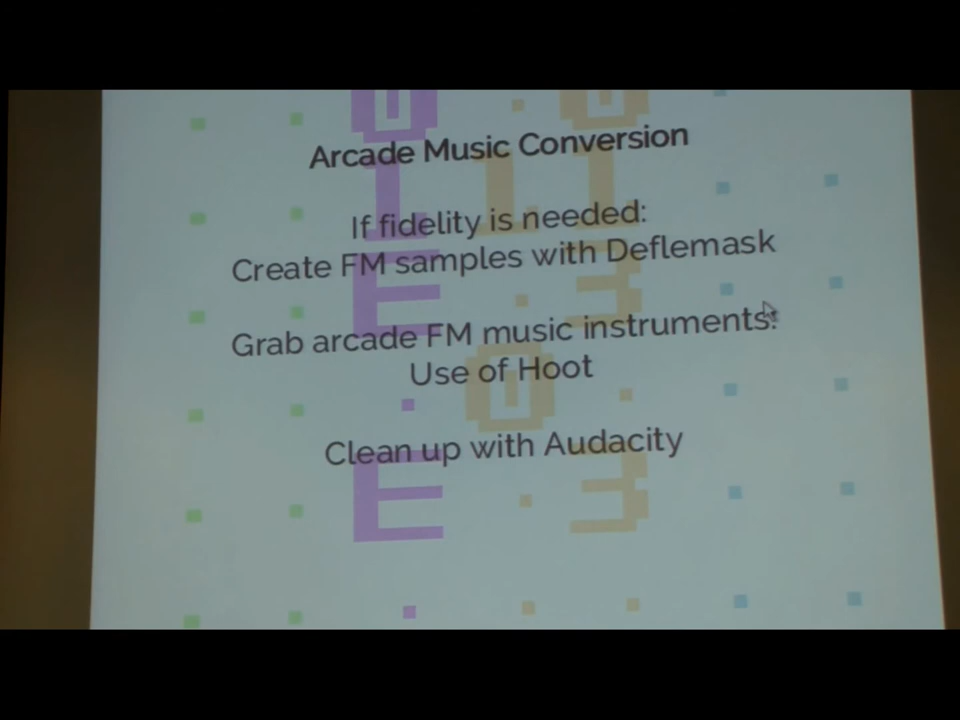 Arcade Music Conversion
If fidelity is needed:
Create FM samples with Deflemask
Grab arcade FM music instruments:
Use of Hoot
Clean up with Audacity